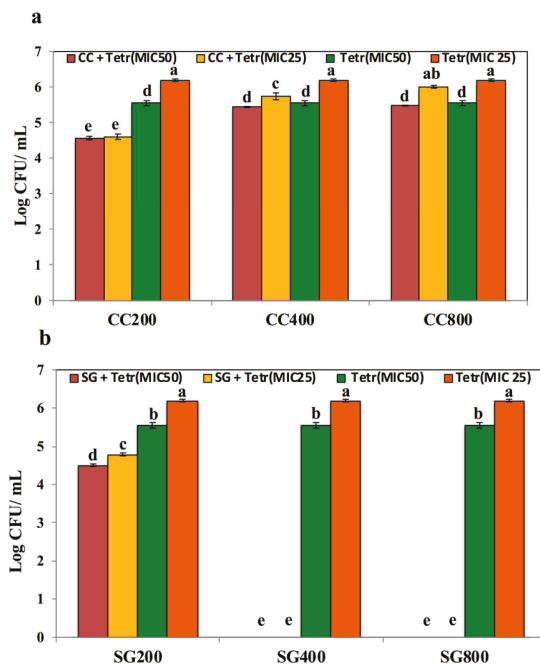 a
CC + Tetr(MIC50) CC + Tetr(MIC25) Tetr(MIC50) Tetr(MIC 25)
7
6
5
4
3
2
1
0
Log CFU/ mL
e e d a
d c d a
d ab d a
CC200 CC400 CC800
b
SG + Tetr(MIC50) SG + Tetr(MIC25) Tetr(MIC50) Tetr(MIC 25)
7
6
5
4
3
2
1
0
Log CFU/ mL
d c b a
e e b a
e e b a
SG200 SG400 SG800